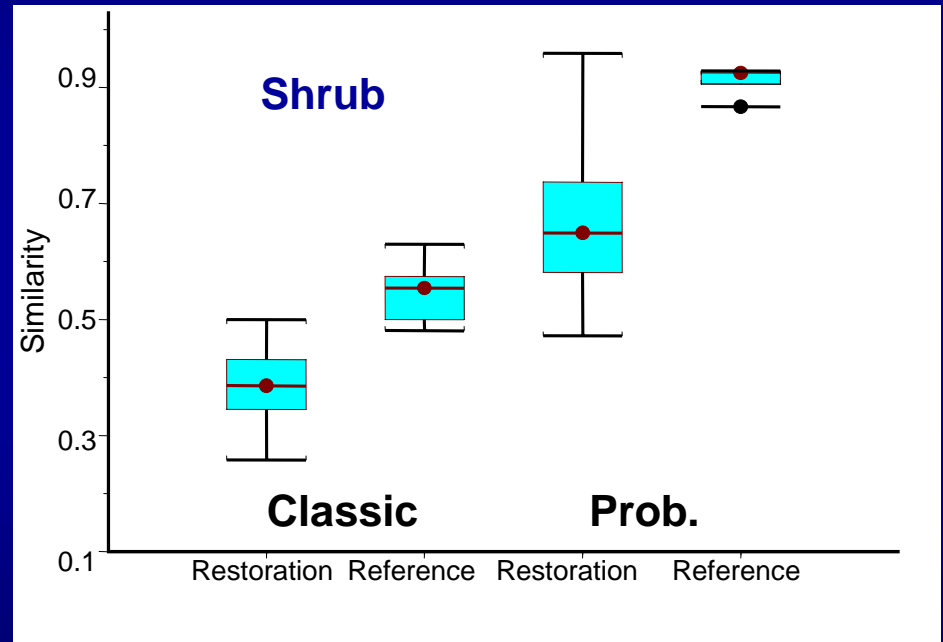 Shrub
0.9
0.7
0.5
0.3
0.1
Similarity
Classic Prob.
Restoration Reference Restoration Reference